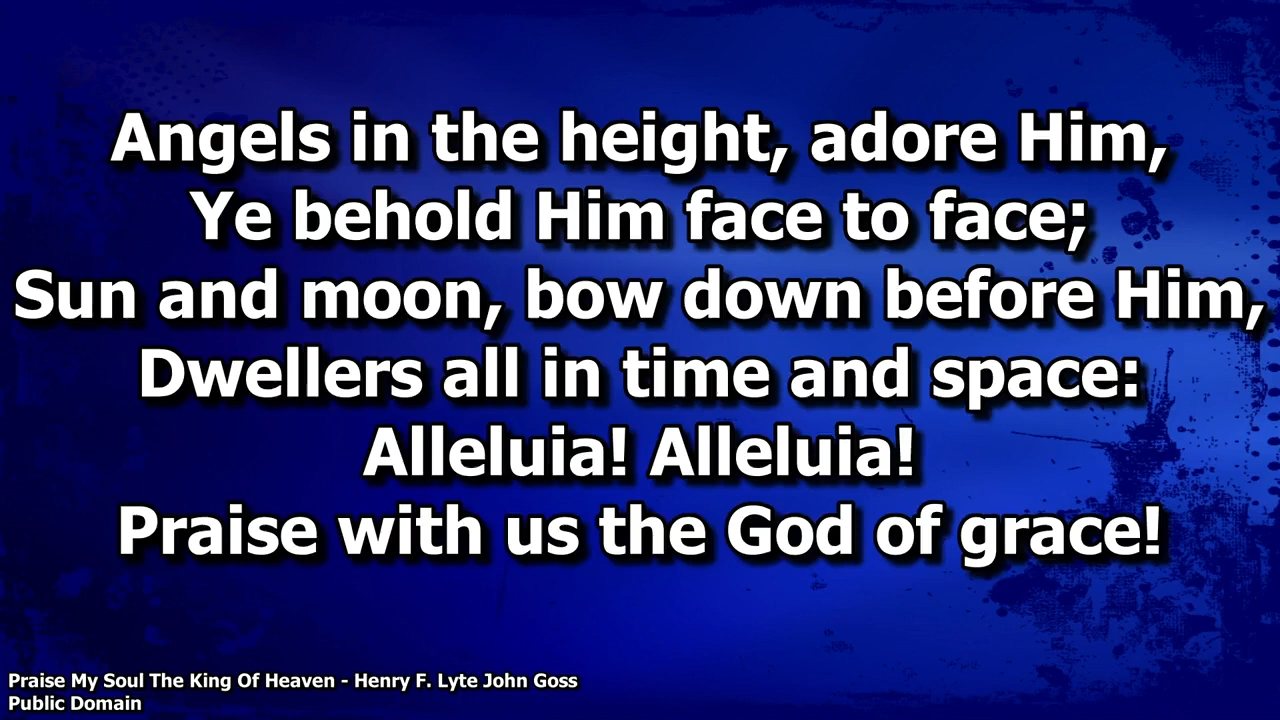 Angels in the height, adore Him,
Ye behold Him face to face;
Sun and moon, bow down before Him,
Dwellers all in time and space:
Alleluia! Alleluia!
Praise with us the God of grace!
Praise My Soul The King Of Heaven - Henry F. Lyte John Goss
Public Domain